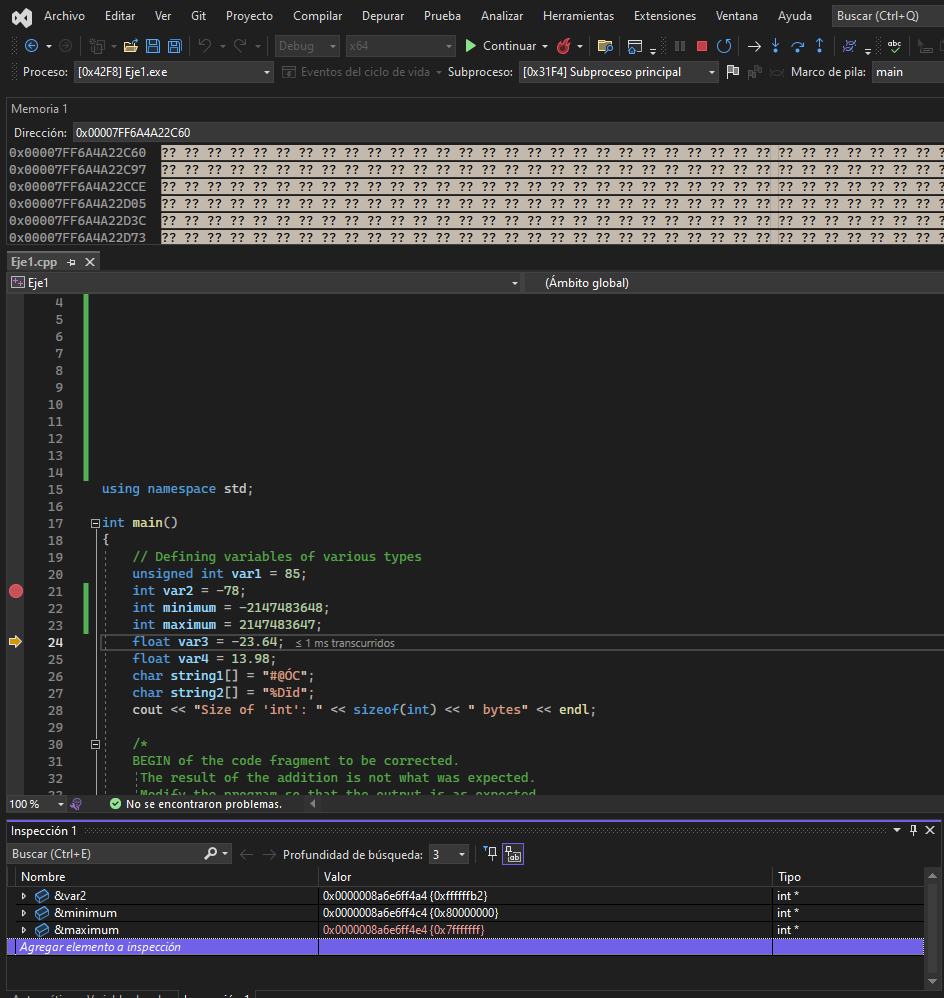 Archivo Editar Ver Git Proyecto Compilar Depurar Prueba Analizar Herramientas Extensiones Ventana Ayuda Buscar (Ctrl+Q)
Debug x64 Continuar
Proceso: [0x42F8] Eje1.exe Eventos del ciclo de vida Subproceso: [0x31F4] Subproceso principal Marco de pila: main
Memoria 1
Dirección: 0x00007FF6A4A22C60
0x00007FF6A4A22C60 ?? ?? ?? ?? ?? ?? ?? ?? ?? ?? ?? ?? ?? ?? ?? ?? ?? ?? ?? ?? ?? ?? ?? ?? ?? ?? ?? ?? ?? ?? ?? ?? ?? ?? ?
0x00007FF6A4A22C97 ?? ?? ?? ?? ?? ?? ?? ?? ?? ?? ?? ?? ?? ?? ?? ?? ?? ?? ?? ?? ?? ?? ?? ?? ?? ?? ?? ?? ?? ?? ?? ?? ?? ?? ?
0x00007FF6A4A22CCE ?? ?? ?? ?? ?? ?? ?? ?? ?? ?? ?? ?? ?? ?? ?? ?? ?? ?? ?? ?? ?? ?? ?? ?? ?? ?? ?? ?? ?? ?? ?? ?? ?? ?? ?
0x00007FF6A4A22D05 ?? ?? ?? ?? ?? ?? ?? ?? ?? ?? ?? ?? ?? ?? ?? ?? ?? ?? ?? ?? ?? ?? ?? ?? ?? ?? ?? ?? ?? ?? ?? ?? ?? ?? ?
0x00007FF6A4A22D3C ?? ?? ?? ?? ?? ?? ?? ?? ?? ?? ?? ?? ?? ?? ?? ?? ?? ?? ?? ?? ?? ?? ?? ?? ?? ?? ?? ?? ?? ?? ?? ?? ?? ?? ?
0x00007FF6A4A22D73 ?? ?? ?? ?? ?? ?? ?? ?? ?? ?? ?? ?? ?? ?? ?? ?? ?? ?? ?? ?? ?? ?? ?? ?? ?? ?? ?? ?? ?? ?? ?? ?? ?? ?? ?
Eje1.cpp
Eje1 (Ámbito global)
4
5
6
7
8
9
10
11
12
13
14
15 using namespace std;
16
17 int main()
18 {
19 // Defining variables of various types
20 unsigned int var1 = 85;
21 int var2 = -78;
22 int minimum = -2147483648;
23 int maximum = 2147483647;
24 float var3 = -23.64; ≤ 1 ms transcurridos
25 float var4 = 13.98;
26 char string1[] = "#@ÓC";
27 char string2[] = "%Dïd";
28 cout << "Size of 'int': " << sizeof(int) << " bytes" << endl;
29
30 /*
31 BEGIN of the code fragment to be corrected.
32 The result of the addition is not what was expected.
33 Modify the program so that the output is as expected
100 % No se encontraron problemas.
Inspección 1
Buscar (Ctrl+E) Profundidad de búsqueda: 3
Nombre Valor Tipo
&var2 0x0000008a6e6ff4a4 {0xffffffb2} int *
&minimum 0x0000008a6e6ff4c4 {0x80000000} int *
&maximum 0x0000008a6e6ff4e4 {0x7fffffff} int *
Agregar elemento a inspección